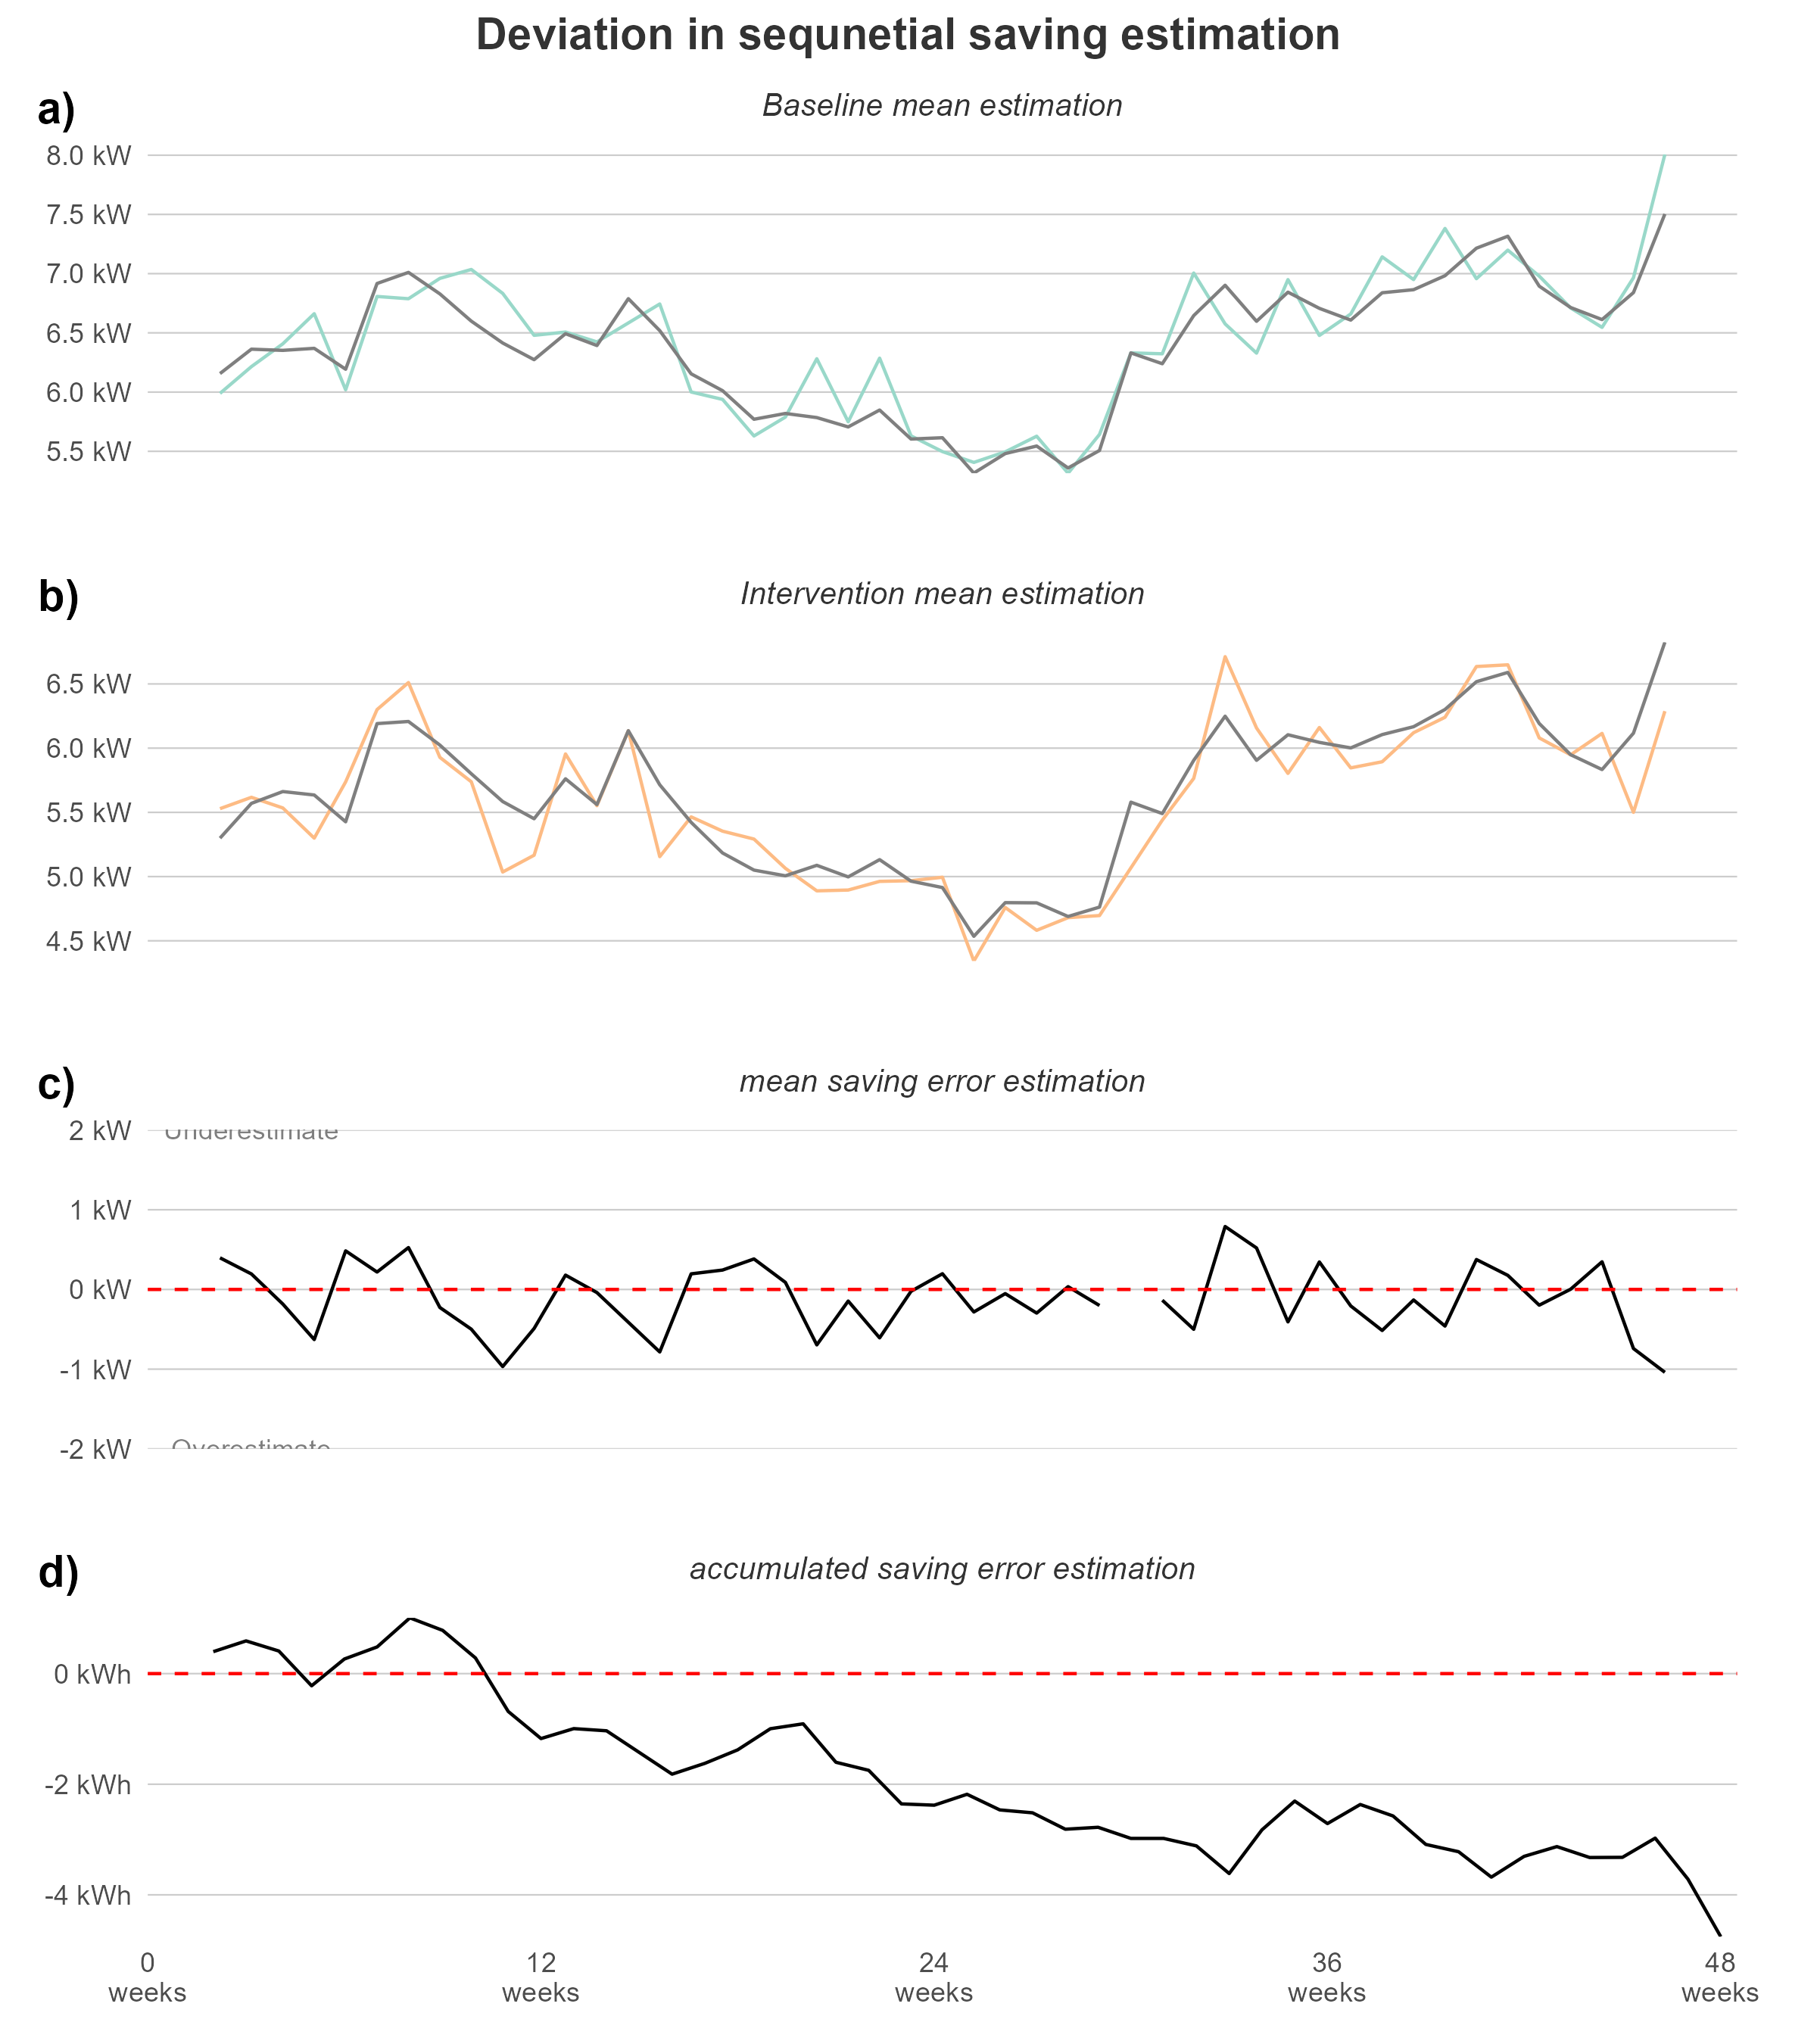 Deviation in sequnetial saving estimation
a)
Baseline mean estimation
8.0 kW
7.5 kW
7.0 kW
6.5 kW
6.0 kW
5.5 kW
b)
Intervention mean estimation
6.5 kW
6.0 kW
5.5 kW
5.0 kW
4.5 kW
c)
mean saving error estimation
2 kW
Underestimate
1 kW
0 kW
-1 kW
-2 kW
Overestimate
d)
accumulated saving error estimation
0 kWh
-2 kWh
-4 kWh
0 12 24 36 48
weeks weeks weeks weeks weeks